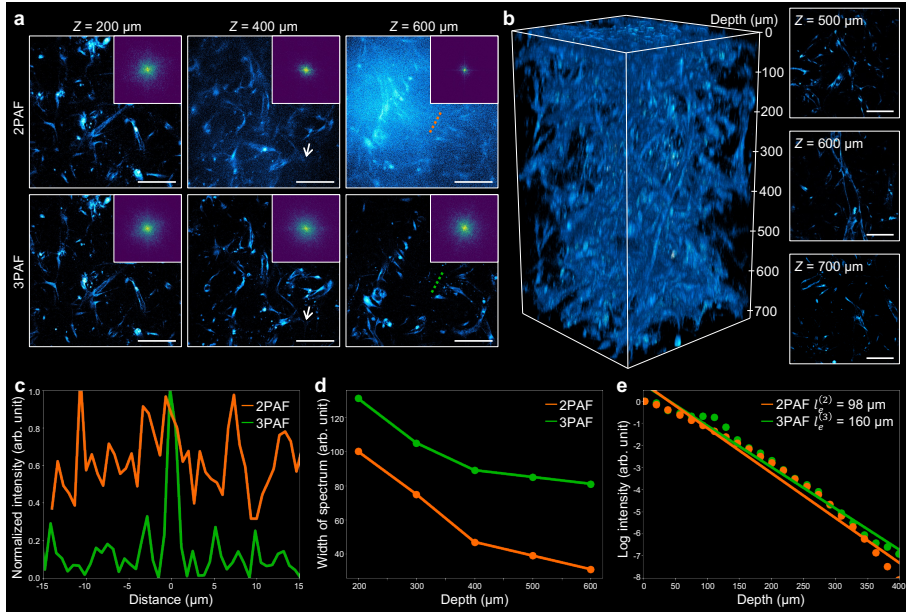 a
Z = 200 µm
Z = 400 µm
Z = 600 µm
2PAF
3PAF
b
Depth (µm)
0
100
200
300
400
500
600
700
Z = 500 µm
Z = 600 µm
Z = 700 µm
c
Normalized intensity (arb. unit)
1.0
0.8
0.6
0.4
0.2
0.0
2PAF
3PAF
-15
-10
-5
0
5
10
15
Distance (µm)
d
Width of spectrum (arb. unit)
120
100
80
60
40
2PAF
3PAF
200
300
400
500
600
Depth (µm)
e
Log intensity (arb. unit)
0
-1
-2
-3
-4
-5
-6
-7
-8
2PAF lₑ⁽²⁾ = 98 µm
3PAF lₑ⁽³⁾ = 160 µm
0
50
100
150
200
250
300
350
400
Depth (µm)